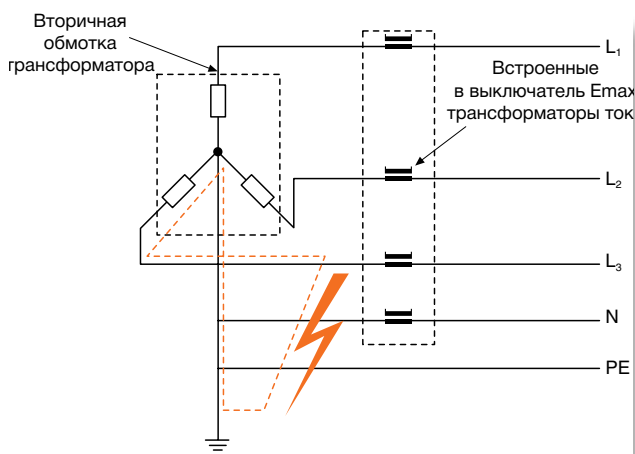 Вторичная
обмотка
трансформатора
Встроенные
в выключатель Emax
трансформаторы ток
L₁
L₂
L₃
N
PE